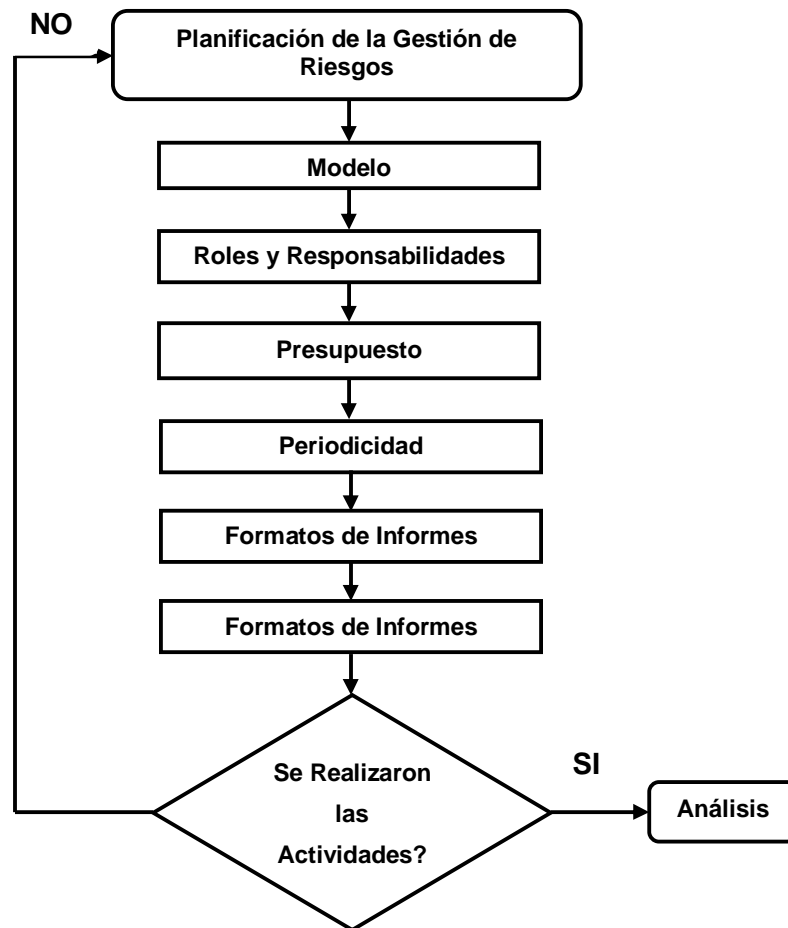 NO
Planificación de la Gestión de
Riesgos
Modelo
Roles y Responsabilidades
Presupuesto
Periodicidad
Formatos de Informes
Formatos de Informes
Se Realizaron
las
Actividades?
SI
Análisis